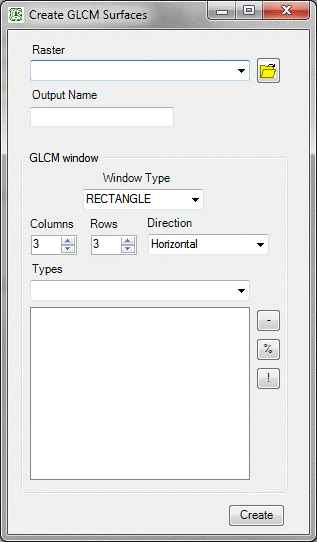 Create GLCM Surfaces
Raster
Output Name
GLCM window
Window Type
RECTANGLE
Columns Rows Direction
3 3 Horizontal
Types
-
%
!
Create